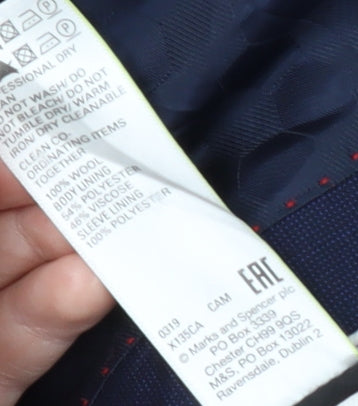 ESSIONAL DRY
AN
NOT WASH/ DO
NOT BLEACH/ DO NOT
TUMBLE DRY/ WARM
IRON/ DRY CLEANABLE
CLEAN CO-
ORDINATING ITEMS
TOGETHER
100% WOOL
BODY LINING
54% POLYESTER
46% VISCOSE
SLEEVE LINING
100% POLYESTER
0319 CAM EAC
X135CA
© Marks and Spencer plc
PO Box 3339
Chester CH99 9QS
M&S, PO Box 13022
Ravensdale, Dublin 2